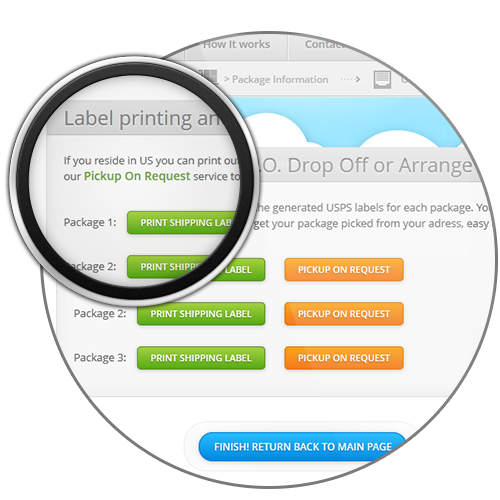 How It works
Contac
> Package Information
Label printing an
.O. Drop Off or Arrange
If you reside in US you can print ou
our Pickup On Request service to
he generated USPS labels for each package. Yo
get your package picked from your adress, easy
Package 1: PRINT SHIPPING LAB
ckage 2: PRINT SHIPP LABEL PICKUP ON REQUEST
Package 2: PRINT SHIPPING LABEL PICKUP ON REQUEST
Package 3: PRINT SHIPPING LABEL PICKUP ON REQUEST
FINISH! RETURN BACK TO MAIN PAGE